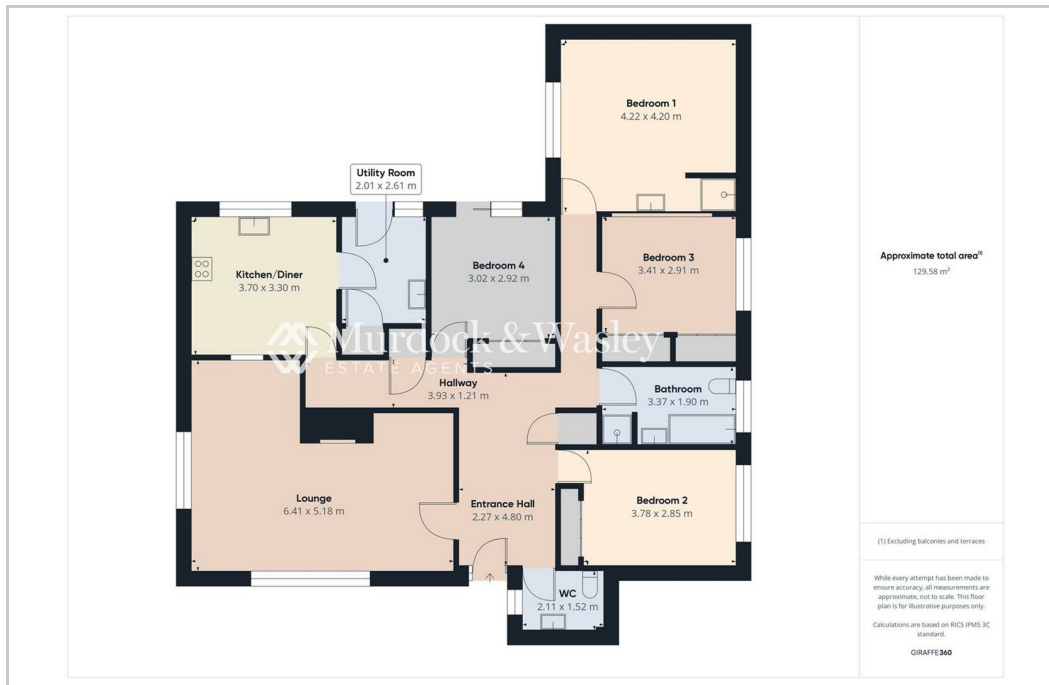 Bedroom 1
4.22 x 4.20 m
Utility Room
2.01 x 2.61 m
Kitchen/Diner
3.70 x 3.30 m
Bedroom 4
3.02 x 2.92 m
Bedroom 3
3.41 x 2.91 m
Murdock & Wasley
ESTATE AGENTS
Hallway
3.93 x 1.21 m
Bathroom
3.37 x 1.90 m
Lounge
6.41 x 5.18 m
Entrance Hall
2.27 x 4.80 m
Bedroom 2
3.78 x 2.85 m
WC
2.11 x 1.52 m
Approximate total area(1)
129.58 m²
(1) Excluding balconies and terraces
While every attempt has been made to
ensure accuracy, all measurements are
approximate, not to scale. This floor
plan is for illustrative purposes only.
Calculations are based on RICS IPMS 3C
standard.
GIRAFFE360